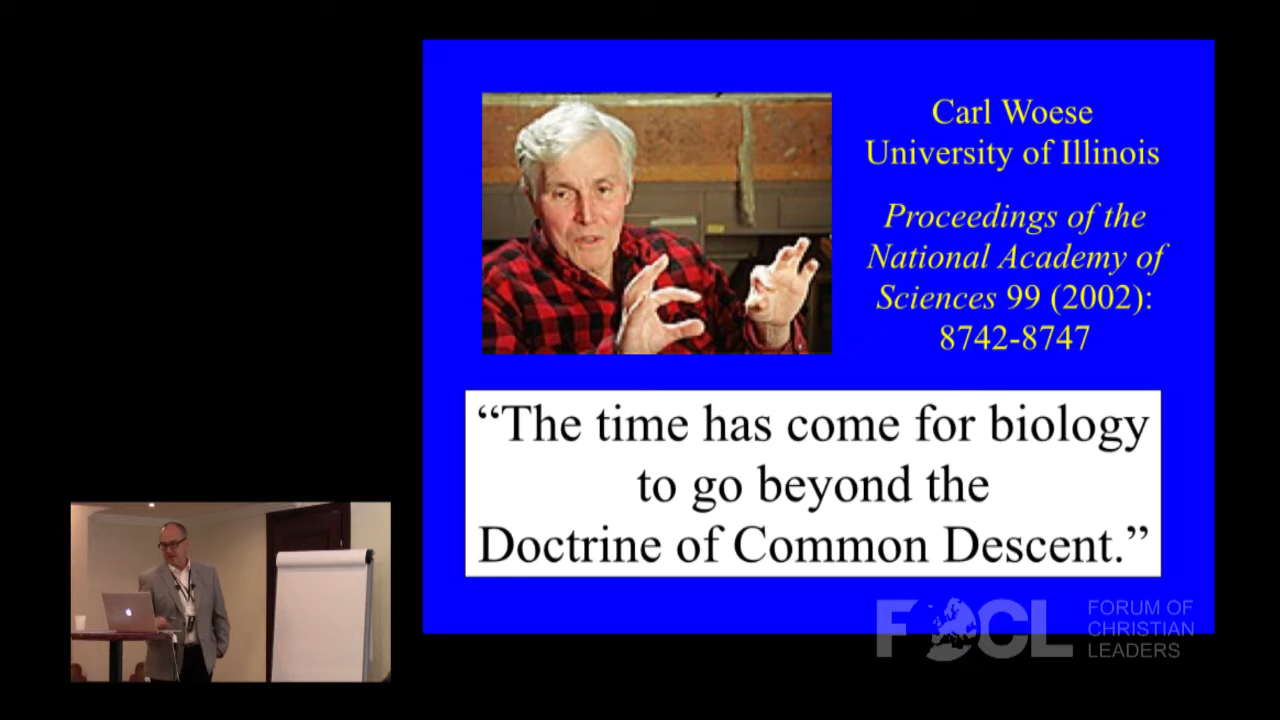 Carl Woese
University of Illinois
Proceedings of the
National Academy of
Sciences 99 (2002):
8742-8747
“The time has come for biology
to go beyond the
Doctrine of Common Descent.”
FOCL
FORUM OF
CHRISTIAN
LEADERS